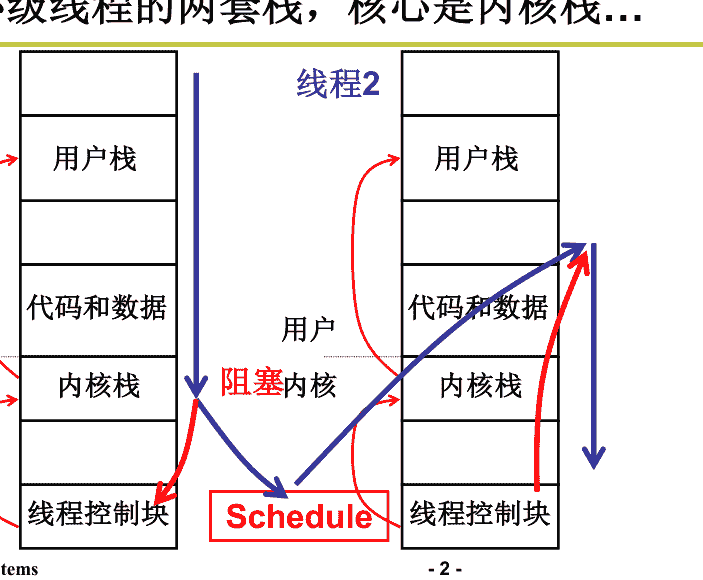 级线程的两套栈，核心是内核栈…
线程2
用户栈
用户栈
代码和数据
代码和数据
用户
内核栈
阻塞
内核
内核栈
线程控制块
Schedule
线程控制块
tems
- 2 -